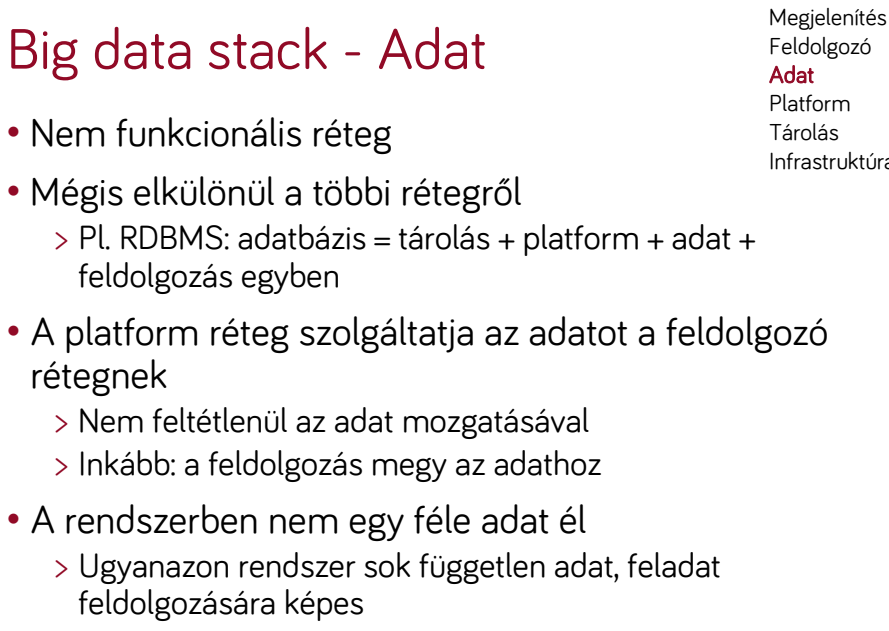 Big data stack - Adat
Megjelenítés
Feldolgozó
Adat
Platform
Tárolás
Infrastruktúra
• Nem funkcionális réteg
• Mégis elkülönül a többi rétegről
> Pl. RDBMS: adatbázis = tárolás + platform + adat +
feldolgozás egyben
• A platform réteg szolgáltatja az adatot a feldolgozó
rétegnek
> Nem feltétlenül az adat mozgatásával
> Inkább: a feldolgozás megy az adathoz
• A rendszerben nem egy féle adat él
> Ugyanazon rendszer sok független adat, feladat
feldolgozására képes